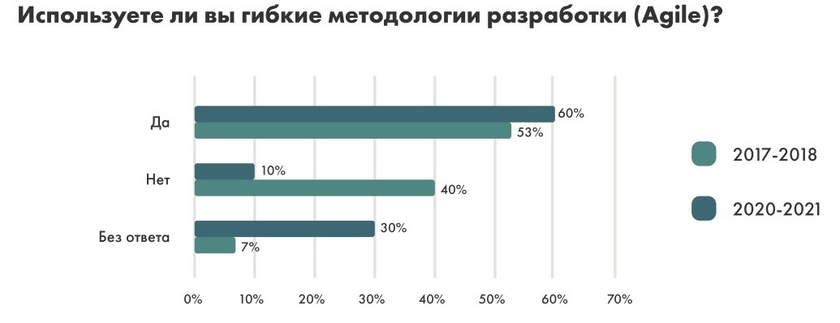 Используете ли вы гибкие методологии разработки (Agile)?
Да
60%
53%
Нет
10%
40%
Без ответа
30%
7%
0% 10% 20% 30% 40% 50% 60% 70%
2017-2018
2020-2021